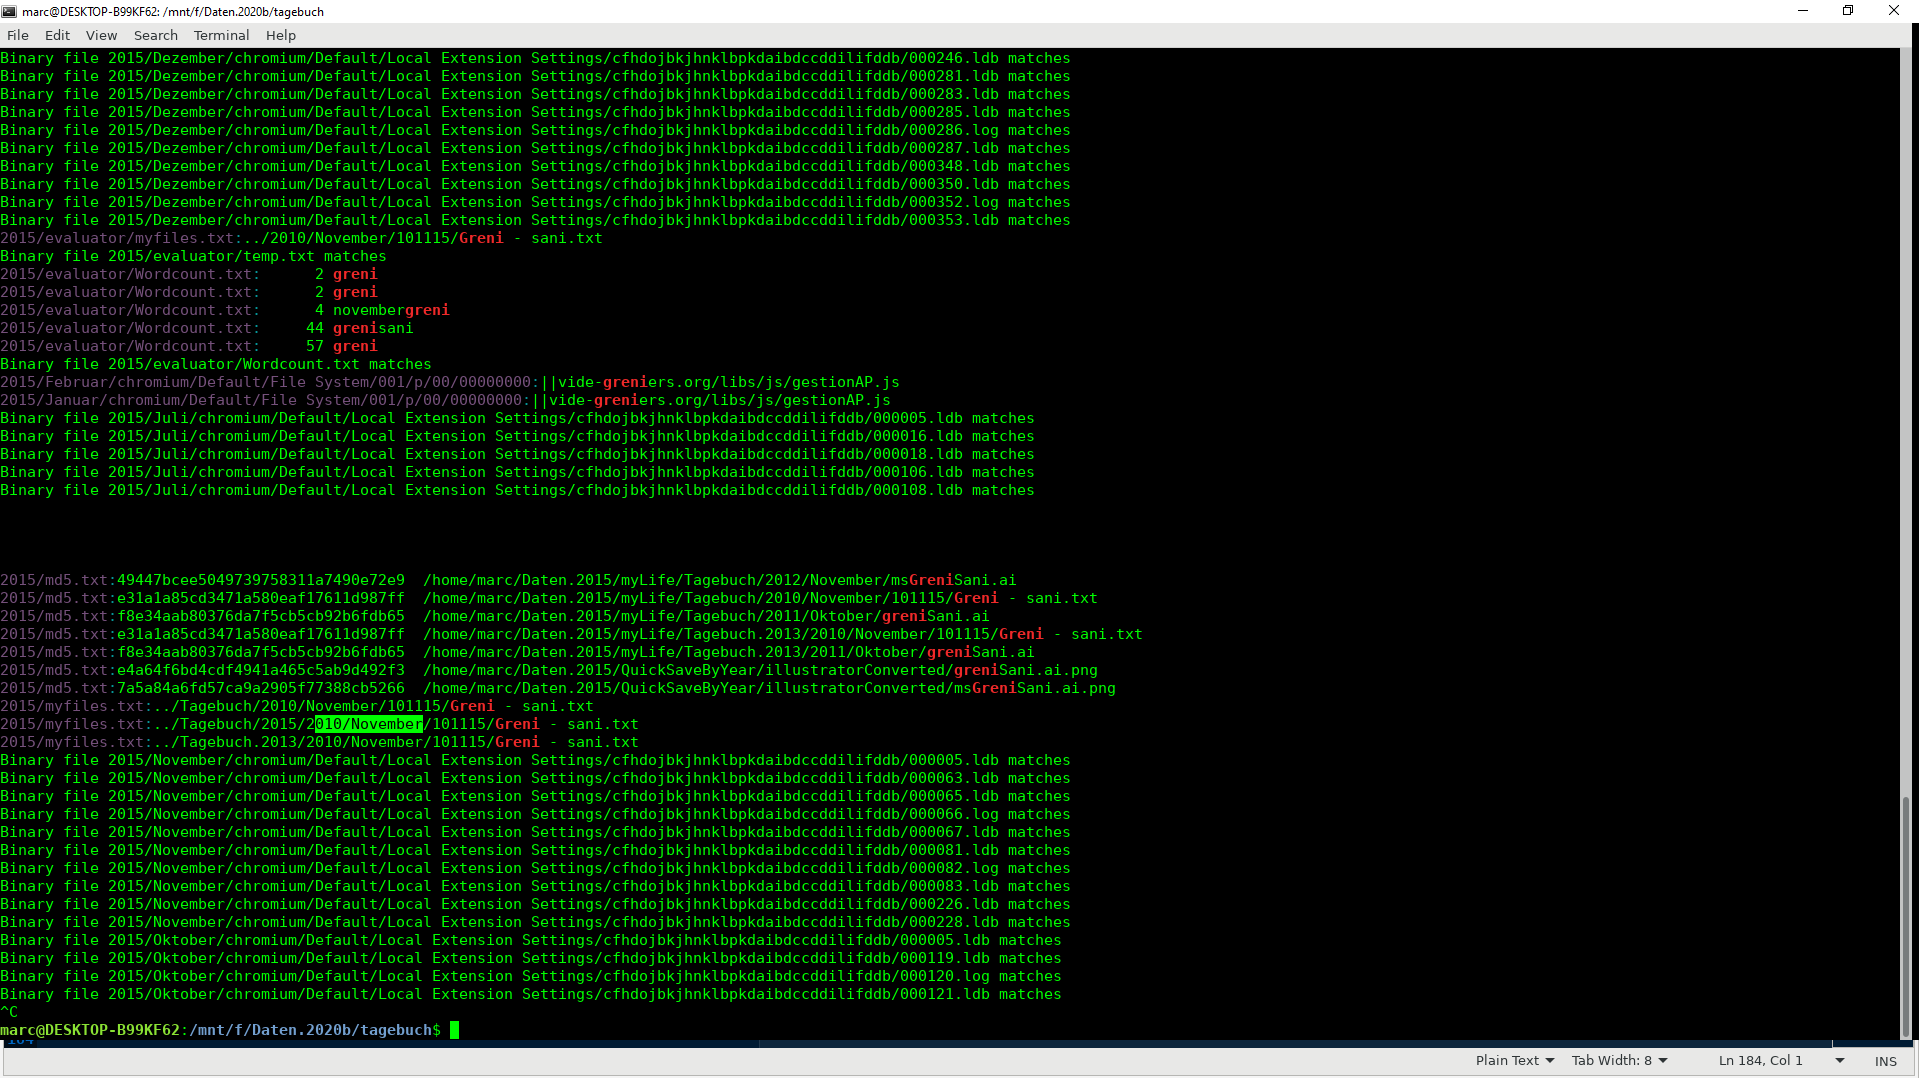 marc@DESKTOP-B99KF62: /mnt/f/Daten.2020b/tagebuch
File Edit View Search Terminal Help
Binary file 2015/Dezember/chromium/Default/Local Extension Settings/cfhdojbkjhnklbpkdaibdccddilifddb/000246.ldb matches
Binary file 2015/Dezember/chromium/Default/Local Extension Settings/cfhdojbkjhnklbpkdaibdccddilifddb/000281.ldb matches
Binary file 2015/Dezember/chromium/Default/Local Extension Settings/cfhdojbkjhnklbpkdaibdccddilifddb/000283.ldb matches
Binary file 2015/Dezember/chromium/Default/Local Extension Settings/cfhdojbkjhnklbpkdaibdccddilifddb/000285.ldb matches
Binary file 2015/Dezember/chromium/Default/Local Extension Settings/cfhdojbkjhnklbpkdaibdccddilifddb/000286.log matches
Binary file 2015/Dezember/chromium/Default/Local Extension Settings/cfhdojbkjhnklbpkdaibdccddilifddb/000287.ldb matches
Binary file 2015/Dezember/chromium/Default/Local Extension Settings/cfhdojbkjhnklbpkdaibdccddilifddb/000348.ldb matches
Binary file 2015/Dezember/chromium/Default/Local Extension Settings/cfhdojbkjhnklbpkdaibdccddilifddb/000350.ldb matches
Binary file 2015/Dezember/chromium/Default/Local Extension Settings/cfhdojbkjhnklbpkdaibdccddilifddb/000352.log matches
Binary file 2015/Dezember/chromium/Default/Local Extension Settings/cfhdojbkjhnklbpkdaibdccddilifddb/000353.ldb matches
2015/evaluator/myfiles.txt:../2010/November/101115/Greni - sani.txt
Binary file 2015/evaluator/temp.txt matches
2015/evaluator/Wordcount.txt:      2 greni
2015/evaluator/Wordcount.txt:      2 greni
2015/evaluator/Wordcount.txt:      4 novembergreni
2015/evaluator/Wordcount.txt:     44 grenisani
2015/evaluator/Wordcount.txt:     57 greni
Binary file 2015/evaluator/Wordcount.txt matches
2015/Februar/chromium/Default/File System/001/p/00/00000000:||vide-greniers.org/libs/js/gestionAP.js
2015/Januar/chromium/Default/File System/001/p/00/00000000:||vide-greniers.org/libs/js/gestionAP.js
Binary file 2015/Juli/chromium/Default/Local Extension Settings/cfhdojbkjhnklbpkdaibdccddilifddb/000005.ldb matches
Binary file 2015/Juli/chromium/Default/Local Extension Settings/cfhdojbkjhnklbpkdaibdccddilifddb/000016.ldb matches
Binary file 2015/Juli/chromium/Default/Local Extension Settings/cfhdojbkjhnklbpkdaibdccddilifddb/000018.ldb matches
Binary file 2015/Juli/chromium/Default/Local Extension Settings/cfhdojbkjhnklbpkdaibdccddilifddb/000106.ldb matches
Binary file 2015/Juli/chromium/Default/Local Extension Settings/cfhdojbkjhnklbpkdaibdccddilifddb/000108.ldb matches
2015/md5.txt:49447bcee5049739758311a7490e72e9  /home/marc/Daten.2015/myLife/Tagebuch/2012/November/msGreniSani.ai
2015/md5.txt:e31a1a85cd3471a580eaf17611d987ff  /home/marc/Daten.2015/myLife/Tagebuch/2010/November/101115/Greni - sani.txt
2015/md5.txt:f8e34aab80376da7f5cb5cb92b6fdb65  /home/marc/Daten.2015/myLife/Tagebuch/2011/Oktober/greniSani.ai
2015/md5.txt:e31a1a85cd3471a580eaf17611d987ff  /home/marc/Daten.2015/myLife/Tagebuch.2013/2010/November/101115/Greni - sani.txt
2015/md5.txt:f8e34aab80376da7f5cb5cb92b6fdb65  /home/marc/Daten.2015/myLife/Tagebuch.2013/2011/Oktober/greniSani.ai
2015/md5.txt:e4a64f6bd4cdf4941a465c5ab9d492f3  /home/marc/Daten.2015/QuickSaveByYear/illustratorConverted/greniSani.ai.png
2015/md5.txt:7a5a84a6fd57ca9a2905f77388cb5266  /home/marc/Daten.2015/QuickSaveByYear/illustratorConverted/msGreniSani.ai.png
2015/myfiles.txt:../Tagebuch/2010/November/101115/Greni - sani.txt
2015/myfiles.txt:../Tagebuch/2015/2010/November/101115/Greni - sani.txt
2015/myfiles.txt:../Tagebuch.2013/2010/November/101115/Greni - sani.txt
Binary file 2015/November/chromium/Default/Local Extension Settings/cfhdojbkjhnklbpkdaibdccddilifddb/000005.ldb matches
Binary file 2015/November/chromium/Default/Local Extension Settings/cfhdojbkjhnklbpkdaibdccddilifddb/000063.ldb matches
Binary file 2015/November/chromium/Default/Local Extension Settings/cfhdojbkjhnklbpkdaibdccddilifddb/000065.ldb matches
Binary file 2015/November/chromium/Default/Local Extension Settings/cfhdojbkjhnklbpkdaibdccddilifddb/000066.log matches
Binary file 2015/November/chromium/Default/Local Extension Settings/cfhdojbkjhnklbpkdaibdccddilifddb/000067.ldb matches
Binary file 2015/November/chromium/Default/Local Extension Settings/cfhdojbkjhnklbpkdaibdccddilifddb/000081.ldb matches
Binary file 2015/November/chromium/Default/Local Extension Settings/cfhdojbkjhnklbpkdaibdccddilifddb/000082.log matches
Binary file 2015/November/chromium/Default/Local Extension Settings/cfhdojbkjhnklbpkdaibdccddilifddb/000083.ldb matches
Binary file 2015/November/chromium/Default/Local Extension Settings/cfhdojbkjhnklbpkdaibdccddilifddb/000226.ldb matches
Binary file 2015/November/chromium/Default/Local Extension Settings/cfhdojbkjhnklbpkdaibdccddilifddb/000228.ldb matches
Binary file 2015/Oktober/chromium/Default/Local Extension Settings/cfhdojbkjhnklbpkdaibdccddilifddb/000005.ldb matches
Binary file 2015/Oktober/chromium/Default/Local Extension Settings/cfhdojbkjhnklbpkdaibdccddilifddb/000119.ldb matches
Binary file 2015/Oktober/chromium/Default/Local Extension Settings/cfhdojbkjhnklbpkdaibdccddilifddb/000120.log matches
Binary file 2015/Oktober/chromium/Default/Local Extension Settings/cfhdojbkjhnklbpkdaibdccddilifddb/000121.ldb matches
^C
marc@DESKTOP-B99KF62:/mnt/f/Daten.2020b/tagebuch$
Plain Text Tab Width: 8 Ln 184, Col 1 INS